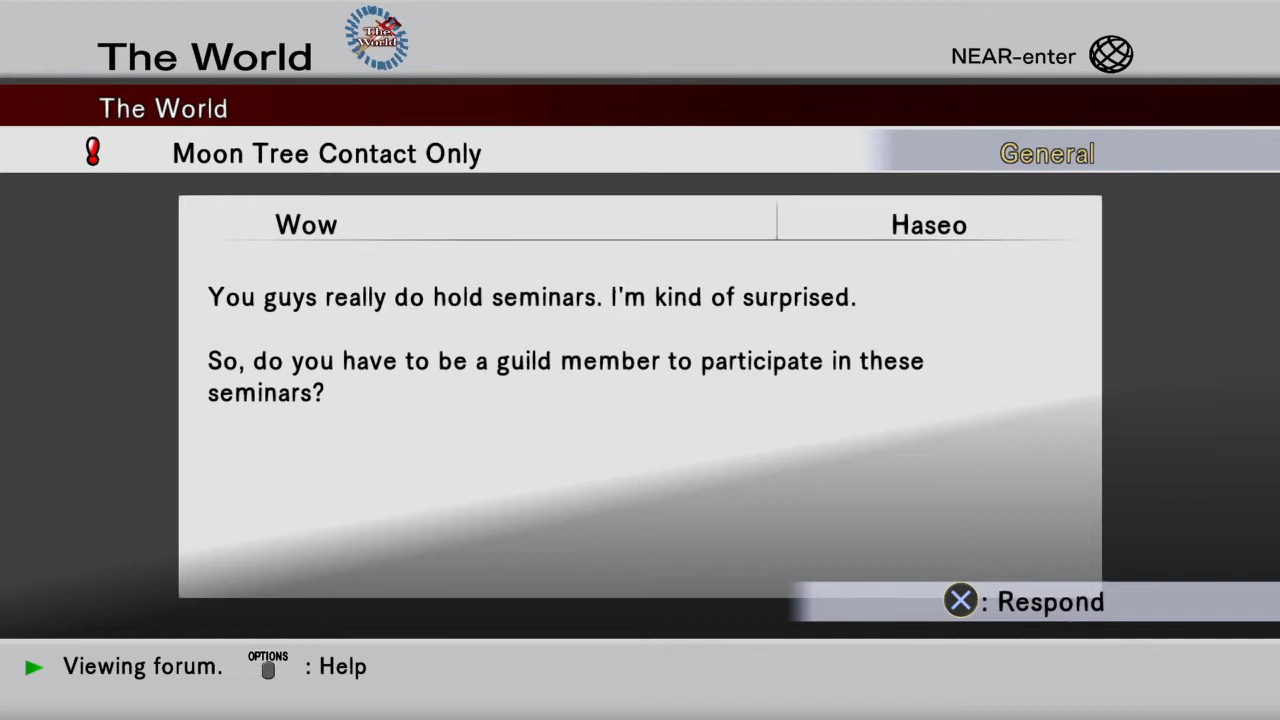 The World
The World
NEAR-enter
The World
Moon Tree Contact Only
General
Wow
Haseo
You guys really do hold seminars. I'm kind of surprised.
So, do you have to be a guild member to participate in these
seminars?
: Respond
Viewing forum.
OPTIONS
: Help